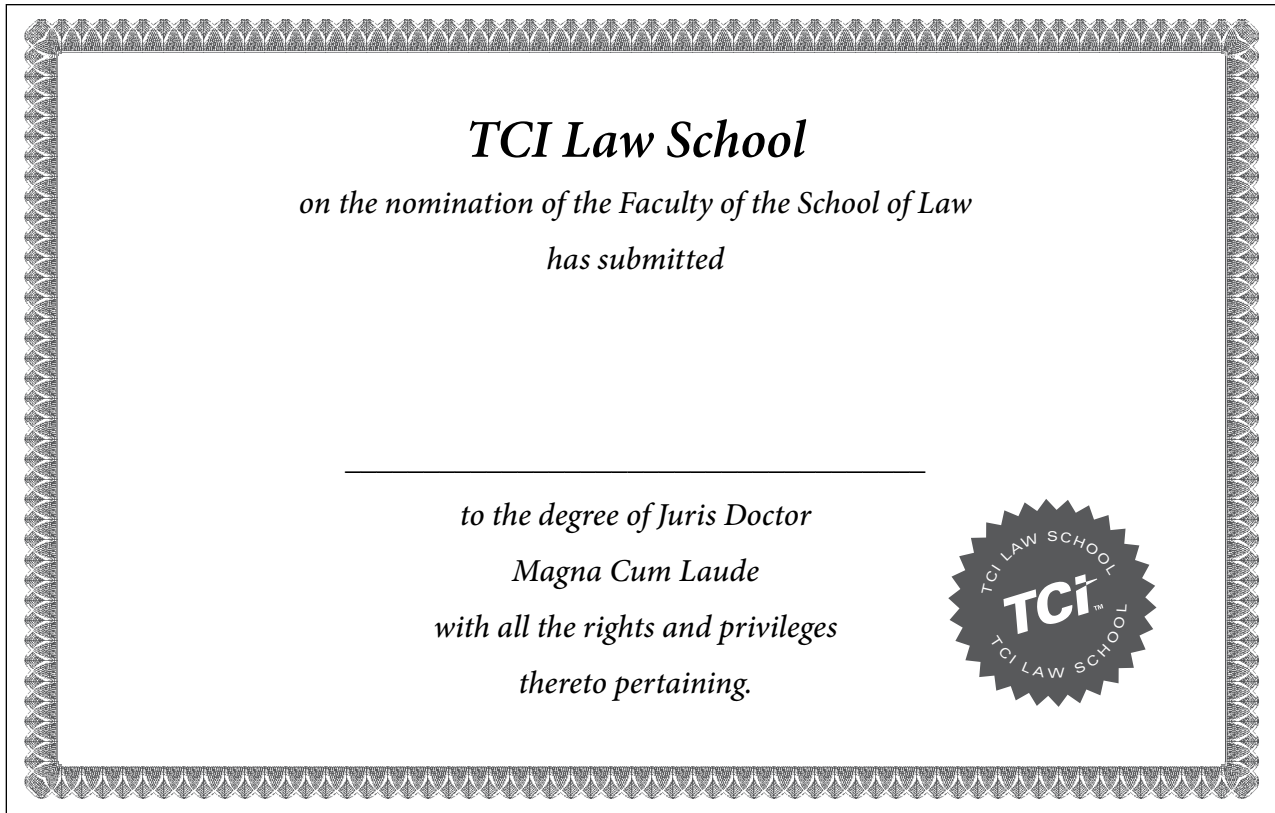 TCI Law School
on the nomination of the Faculty of the School of Law
has submitted
to the degree of Juris Doctor
Magna Cum Laude
with all the rights and privileges
thereto pertaining.
TCI LAW SCHOOL
TCi™
TCI LAW SCHOOL